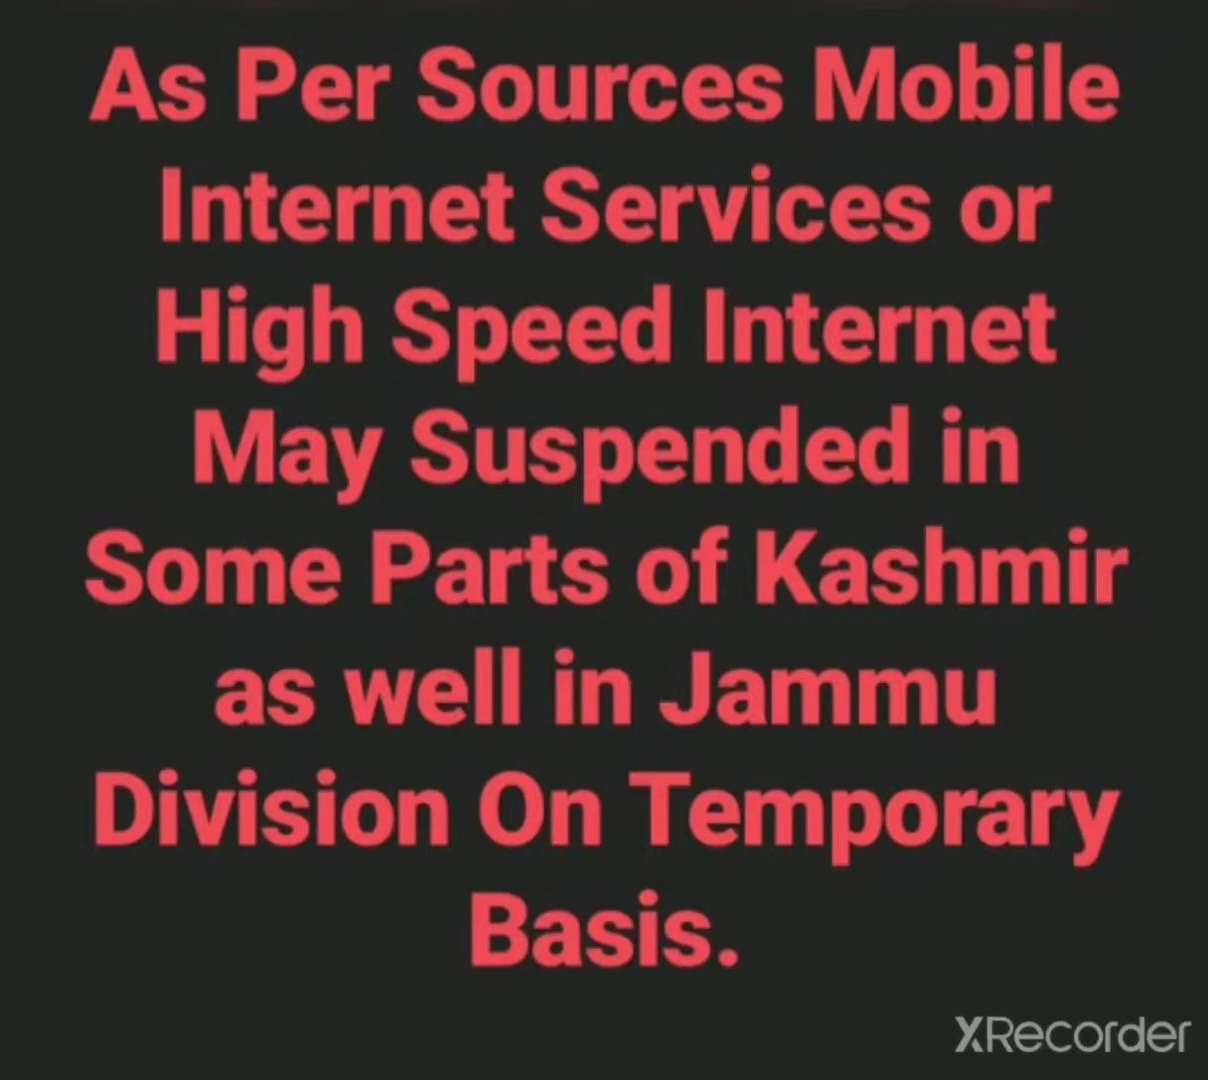 As Per Sources Mobile
Internet Services or
High Speed Internet
May Suspended in
Some Parts of Kashmir
as well in Jammu
Division On Temporary
Basis.
XRecorder